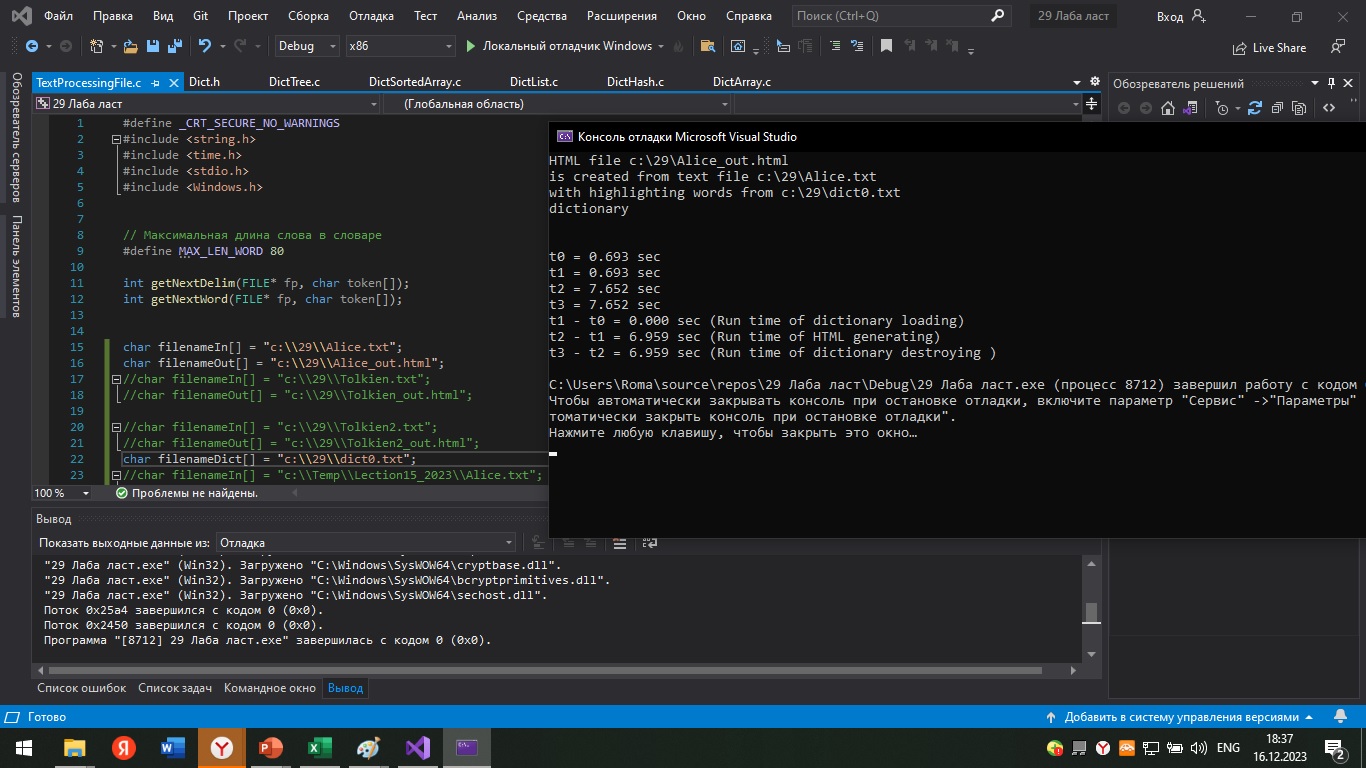 Файл Правка Вид Git Проект Сборка Отладка Тест Анализ Средства Расширения Окно Справка Поиск (Ctrl+Q) 29 Лаба ласт Вход
Debug x86 Локальный отладчик Windows Live Share
Обозреватель серверов
Панель элементов
TextProcessingFile.c Dict.h DictTree.c DictSortedArray.c DictList.c DictHash.c DictArray.c
Обозреватель решений
29 Лаба ласт (Глобальная область)
1 #define _CRT_SECURE_NO_WARNINGS
2 #include <string.h>
3 #include <time.h>
4 #include <stdio.h>
5 #include <Windows.h>
6
7
8 // Максимальная длина слова в словаре
9 #define MAX_LEN_WORD 80
10
11 int getNextDelim(FILE* fp, char token[]);
12 int getNextWord(FILE* fp, char token[]);
13
14
15 char filenameIn[] = "c:\\29\\Alice.txt";
16 char filenameOut[] = "c:\\29\\Alice_out.html";
17 //char filenameIn[] = "c:\\29\\Tolkien.txt";
18 //char filenameOut[] = "c:\\29\\Tolkien_out.html";
19
20 //char filenameIn[] = "c:\\29\\Tolkien2.txt";
21 //char filenameOut[] = "c:\\29\\Tolkien2_out.html";
22 char filenameDict[] = "c:\\29\\dict0.txt";
23 //char filenameIn[] = "c:\\Temp\\Lection15_2023\\Alice.txt";
100 % Проблемы не найдены.
Консоль отладки Microsoft Visual Studio
HTML file c:\29\Alice_out.html
is created from text file c:\29\Alice.txt
with highlighting words from c:\29\dict0.txt
dictionary
t0 = 0.693 sec
t1 = 0.693 sec
t2 = 7.652 sec
t3 = 7.652 sec
t1 - t0 = 0.000 sec (Run time of dictionary loading)
t2 - t1 = 6.959 sec (Run time of HTML generating)
t3 - t2 = 6.959 sec (Run time of dictionary destroying )
C:\Users\Roma\source\repos\29 Лаба ласт\Debug\29 Лаба ласт.exe (процесс 8712) завершил работу с кодом
Чтобы автоматически закрывать консоль при остановке отладки, включите параметр "Сервис" ->"Параметры"
томатически закрыть консоль при остановке отладки".
Нажмите любую клавишу, чтобы закрыть это окно…
Вывод
Показать выходные данные из: Отладка
"29 Лаба ласт.exe" (Win32). Загружено "C:\Windows\SysWOW64\cryptbase.dll".
"29 Лаба ласт.exe" (Win32). Загружено "C:\Windows\SysWOW64\bcryptprimitives.dll".
"29 Лаба ласт.exe" (Win32). Загружено "C:\Windows\SysWOW64\sechost.dll".
Поток 0x25a4 завершился с кодом 0 (0x0).
Поток 0x2450 завершился с кодом 0 (0x0).
Программа "[8712] 29 Лаба ласт.exe" завершилась с кодом 0 (0x0).
Список ошибок Список задач Командное окно Вывод
Готово Добавить в систему управления версиями
ENG 18:37
16.12.2023 2